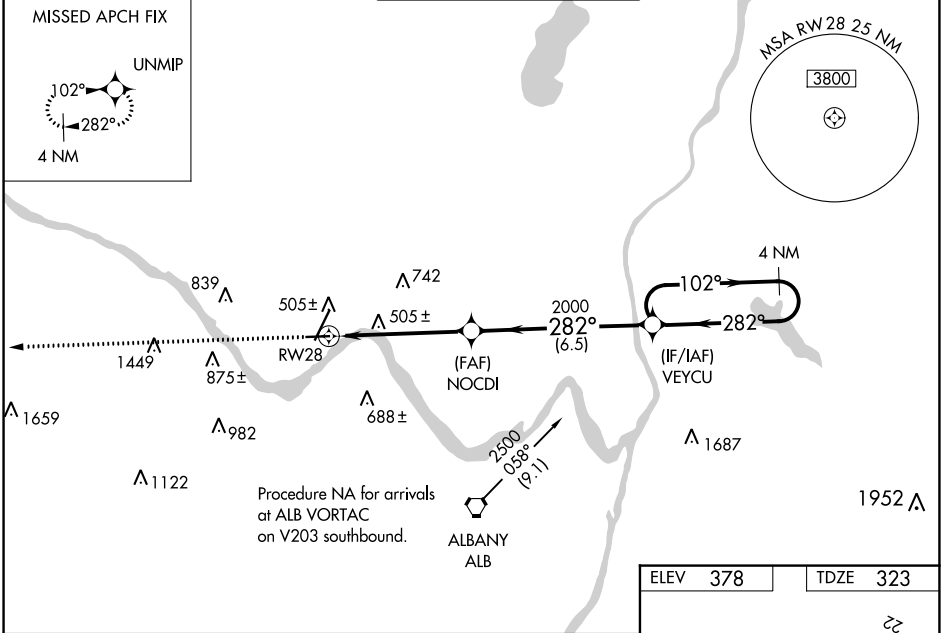 MISSED APCH FIX
UNMIP
102°
282°
4 NM
MSA RW28 25 NM
3800
4 NM
102°
282°
839
742
505±
505±
2000
282°
(6.5)
RW28
(FAF)
NOCDI
(IF/IAF)
VEYCU
1449
875±
1659
982
688±
1687
1122
2500
058°
(9.1)
1952
Procedure NA for arrivals
at ALB VORTAC
on V203 southbound.
ALBANY
ALB
ELEV 378
TDZE 323
22